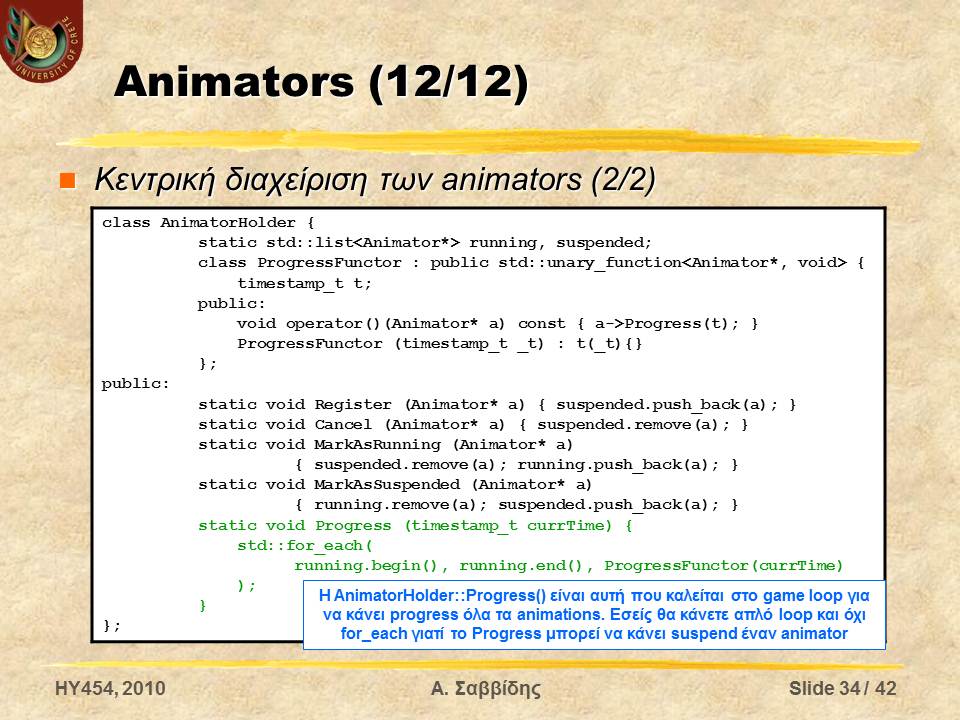 UNIVERSITY OF CRETE
Animators (12/12)
Κεντρική διαχείριση των animators (2/2)
class AnimatorHolder {
static std::list<Animator*> running, suspended;
class ProgressFunctor : public std::unary_function<Animator*, void> {
timestamp_t t;
public:
void operator()(Animator* a) const { a->Progress(t); }
ProgressFunctor (timestamp_t _t) : t(_t){}
};
public:
static void Register (Animator* a) { suspended.push_back(a); }
static void Cancel (Animator* a) { suspended.remove(a); }
static void MarkAsRunning (Animator* a)
{ suspended.remove(a); running.push_back(a); }
static void MarkAsSuspended (Animator* a)
{ running.remove(a); suspended.push_back(a); }
static void Progress (timestamp_t currTime) {
std::for_each(
running.begin(), running.end(), ProgressFunctor(currTime)
);
}
};
Η AnimatorHolder::Progress() είναι αυτή που καλείται στο game loop για
να κάνει progress όλα τα animations. Εσείς θα κάνετε απλό loop και όχι
for_each γιατί το Progress μπορεί να κάνει suspend έναν animator
HY454, 2010
Α. Σαββίδης
Slide 34 / 42